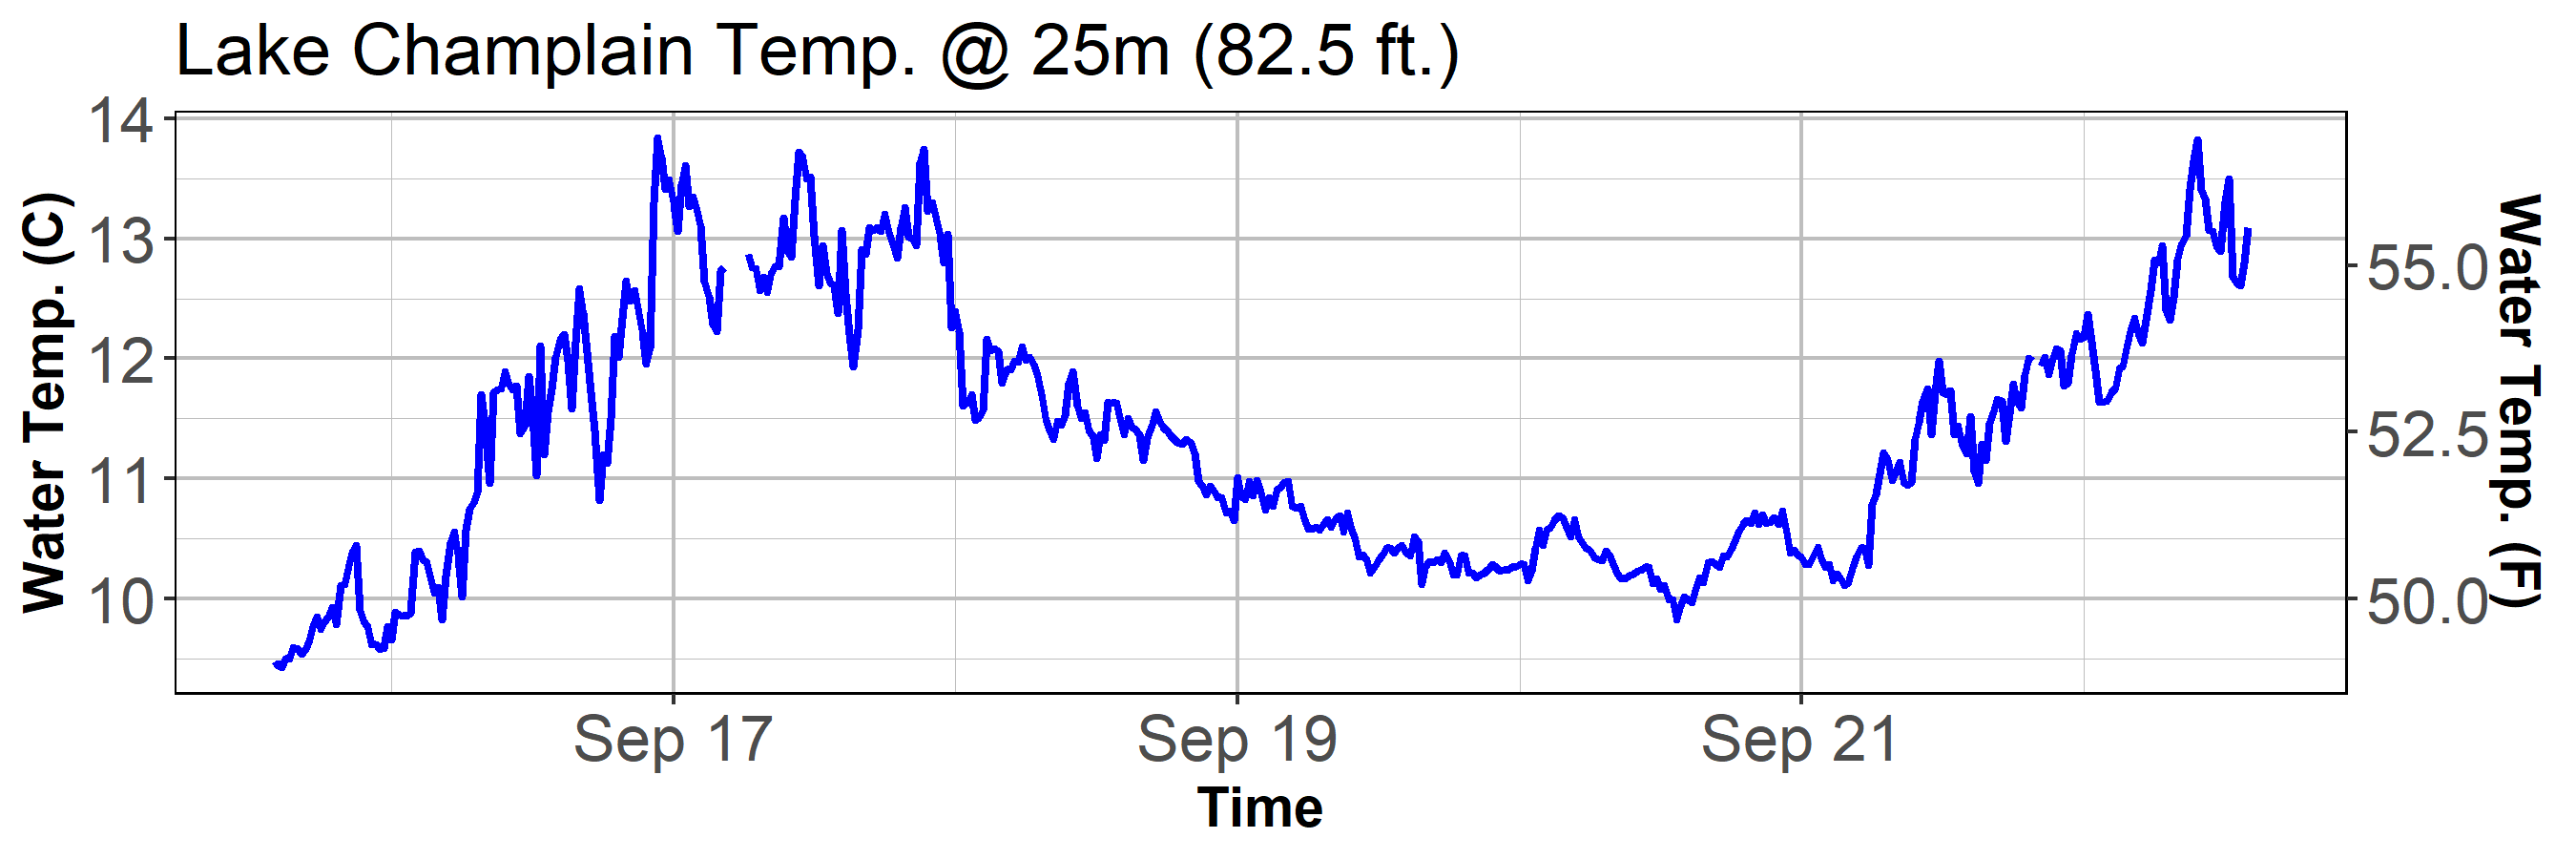 Lake Champlain Temp. @ 25m (82.5 ft.)
Water Temp. (C)
14
13
12
11
10
55.0
52.5
50.0
Water Temp. (F)
Sep 17
Sep 19
Sep 21
Time